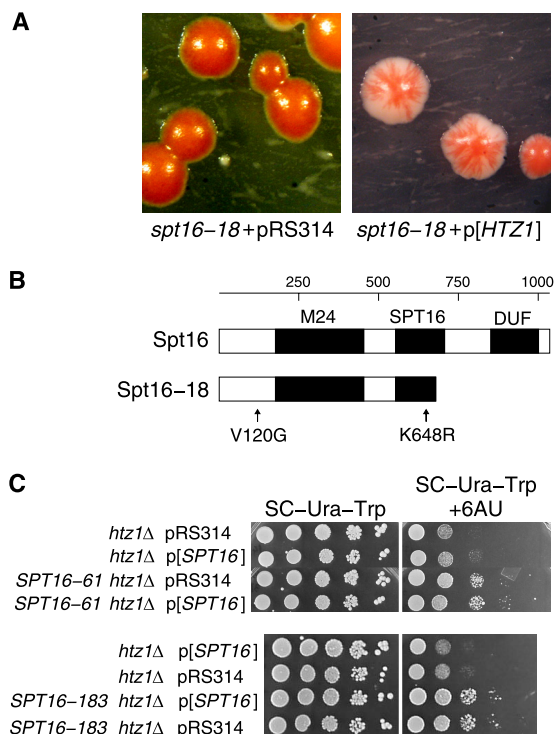 A
spt16–18+pRS314 spt16–18+p[HTZ1]
B
250 500 750 1000
M24 SPT16 DUF
Spt16
Spt16–18
V120G K648R
C
SC–Ura–Trp SC–Ura–Trp
+6AU
htz1Δ pRS314
htz1Δ p[SPT16]
SPT16–61 htz1Δ pRS314
SPT16–61 htz1Δ p[SPT16]
htz1Δ p[SPT16]
htz1Δ pRS314
SPT16–183 htz1Δ p[SPT16]
SPT16–183 htz1Δ pRS314